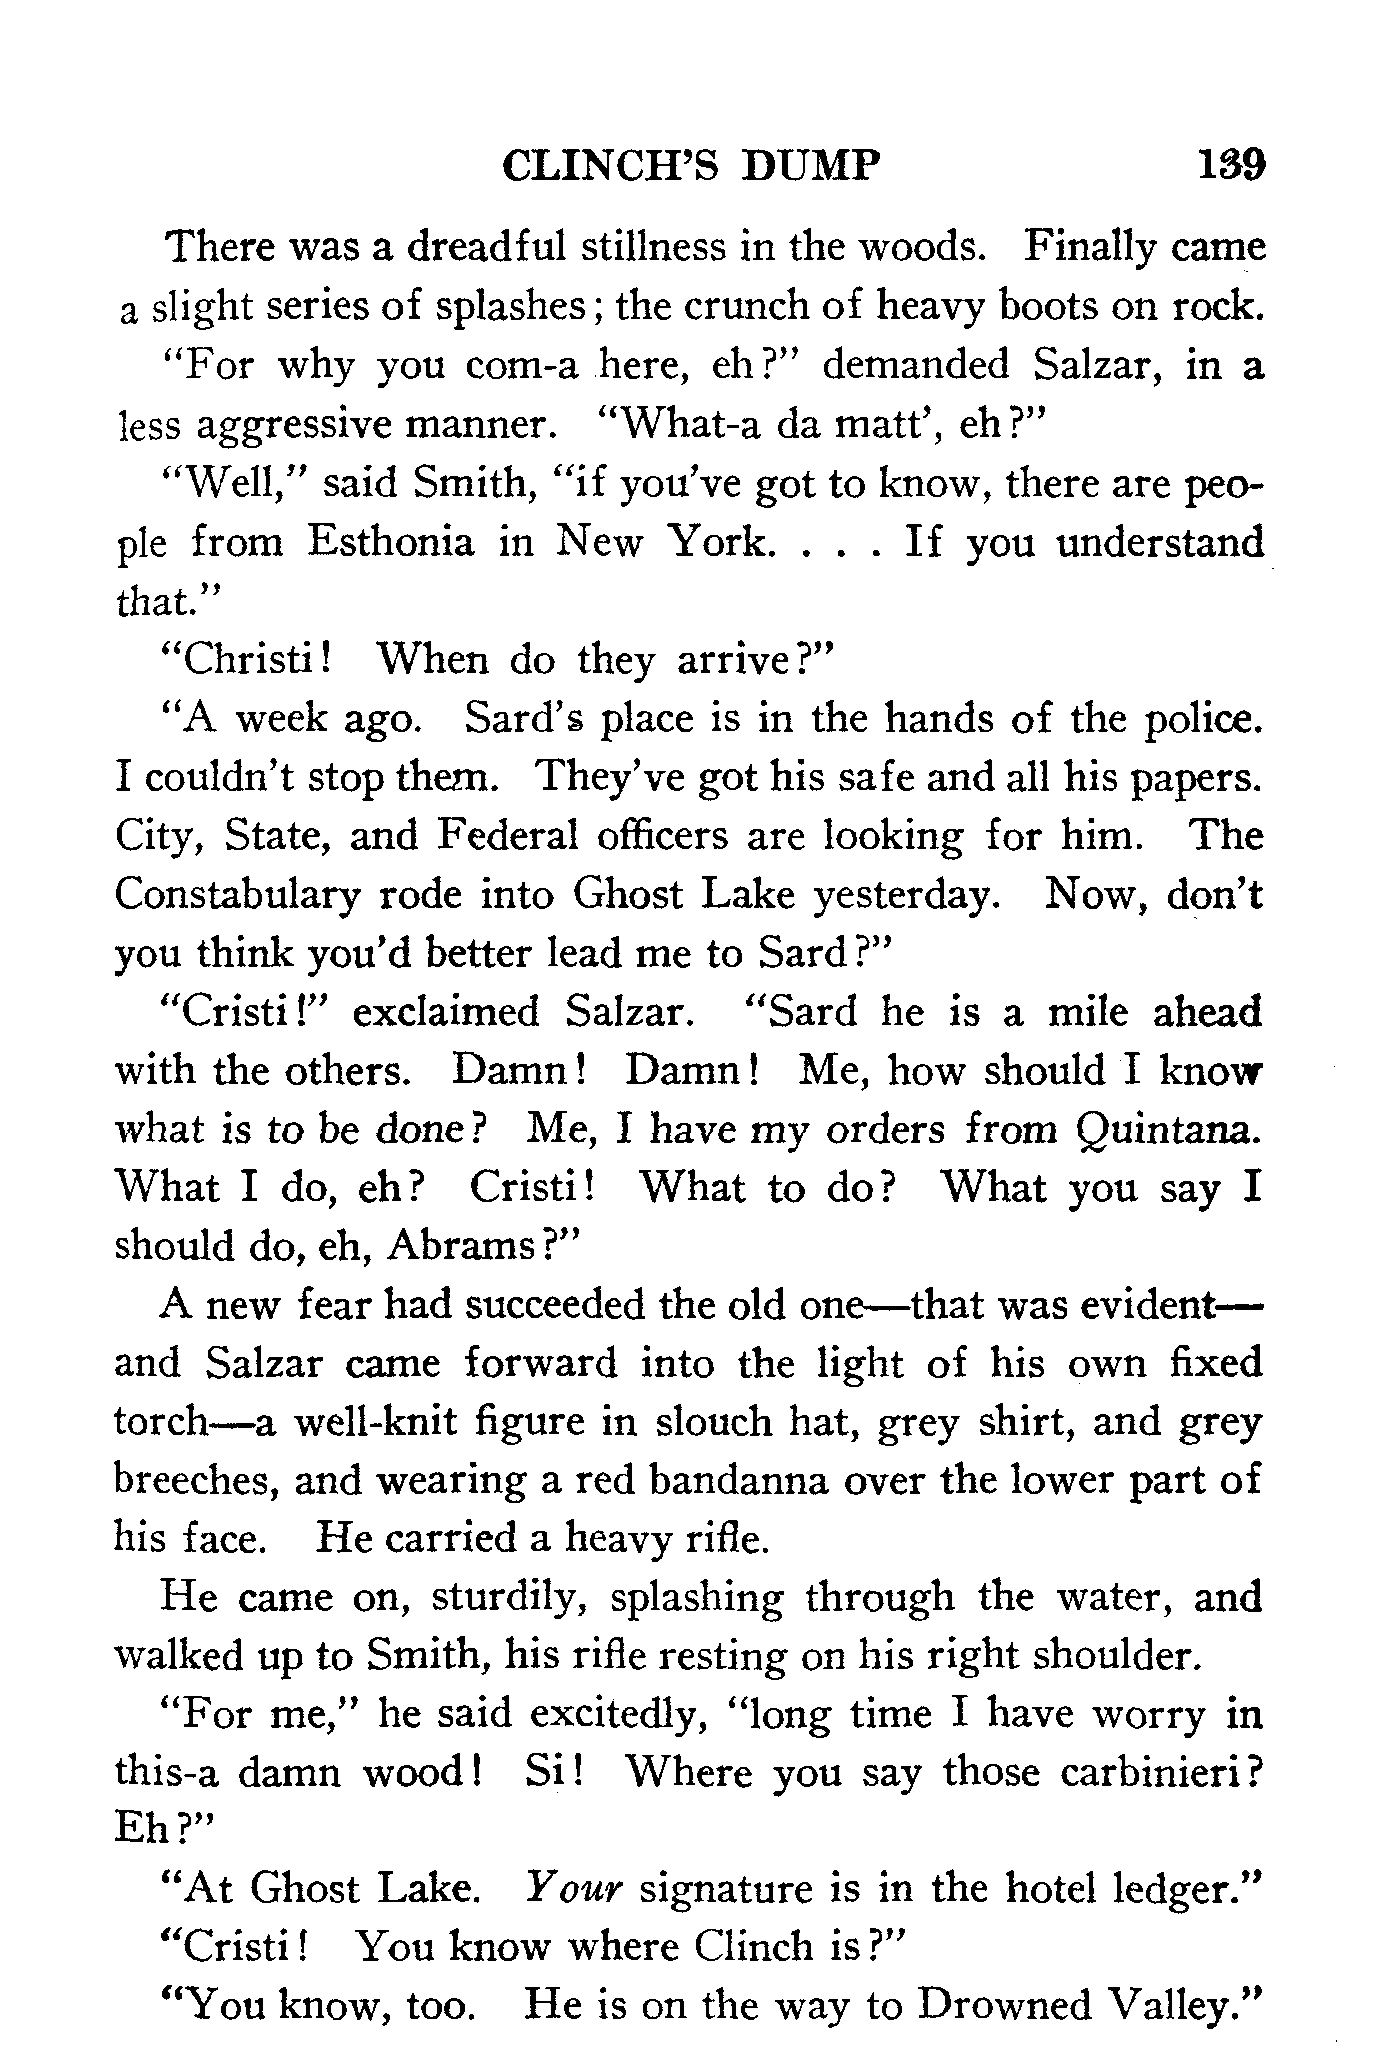 CLINCH'S DUMP 139
There was a dreadful stillness in the woods. Finally came
a slight series of splashes; the crunch of heavy boots on rock.
"For why you com-a here, eh?" demanded Salzar, in a
less aggressive manner. "What-a da matt', eh?"
"Well," said Smith, "if you've got to know, there are peo-
ple from Esthonia in New York. . . . If you understand
that."
"Christi! When do they arrive?"
"A week ago. Sard's place is in the hands of the police.
I couldn't stop them. They've got his safe and all his papers.
City, State, and Federal officers are looking for him. The
Constabulary rode into Ghost Lake yesterday. Now, don't
you think you'd better lead me to Sard?"
"Cristi!" exclaimed Salzar. "Sard he is a mile ahead
with the others. Damn! Damn! Me, how should I know
what is to be done? Me, I have my orders from Quintana.
What I do, eh? Cristi! What to do? What you say I
should do, eh, Abrams?"
A new fear had succeeded the old one—that was evident—
and Salzar came forward into the light of his own fixed
torch—a well-knit figure in slouch hat, grey shirt, and grey
breeches, and wearing a red bandanna over the lower part of
his face. He carried a heavy rifle.
He came on, sturdily, splashing through the water, and
walked up to Smith, his rifle resting on his right shoulder.
"For me," he said excitedly, "long time I have worry in
this-a damn wood! Si! Where you say those carbinieri?
Eh?"
"At Ghost Lake. Your signature is in the hotel ledger."
"Cristi! You know where Clinch is?"
"You know, too. He is on the way to Drowned Valley."